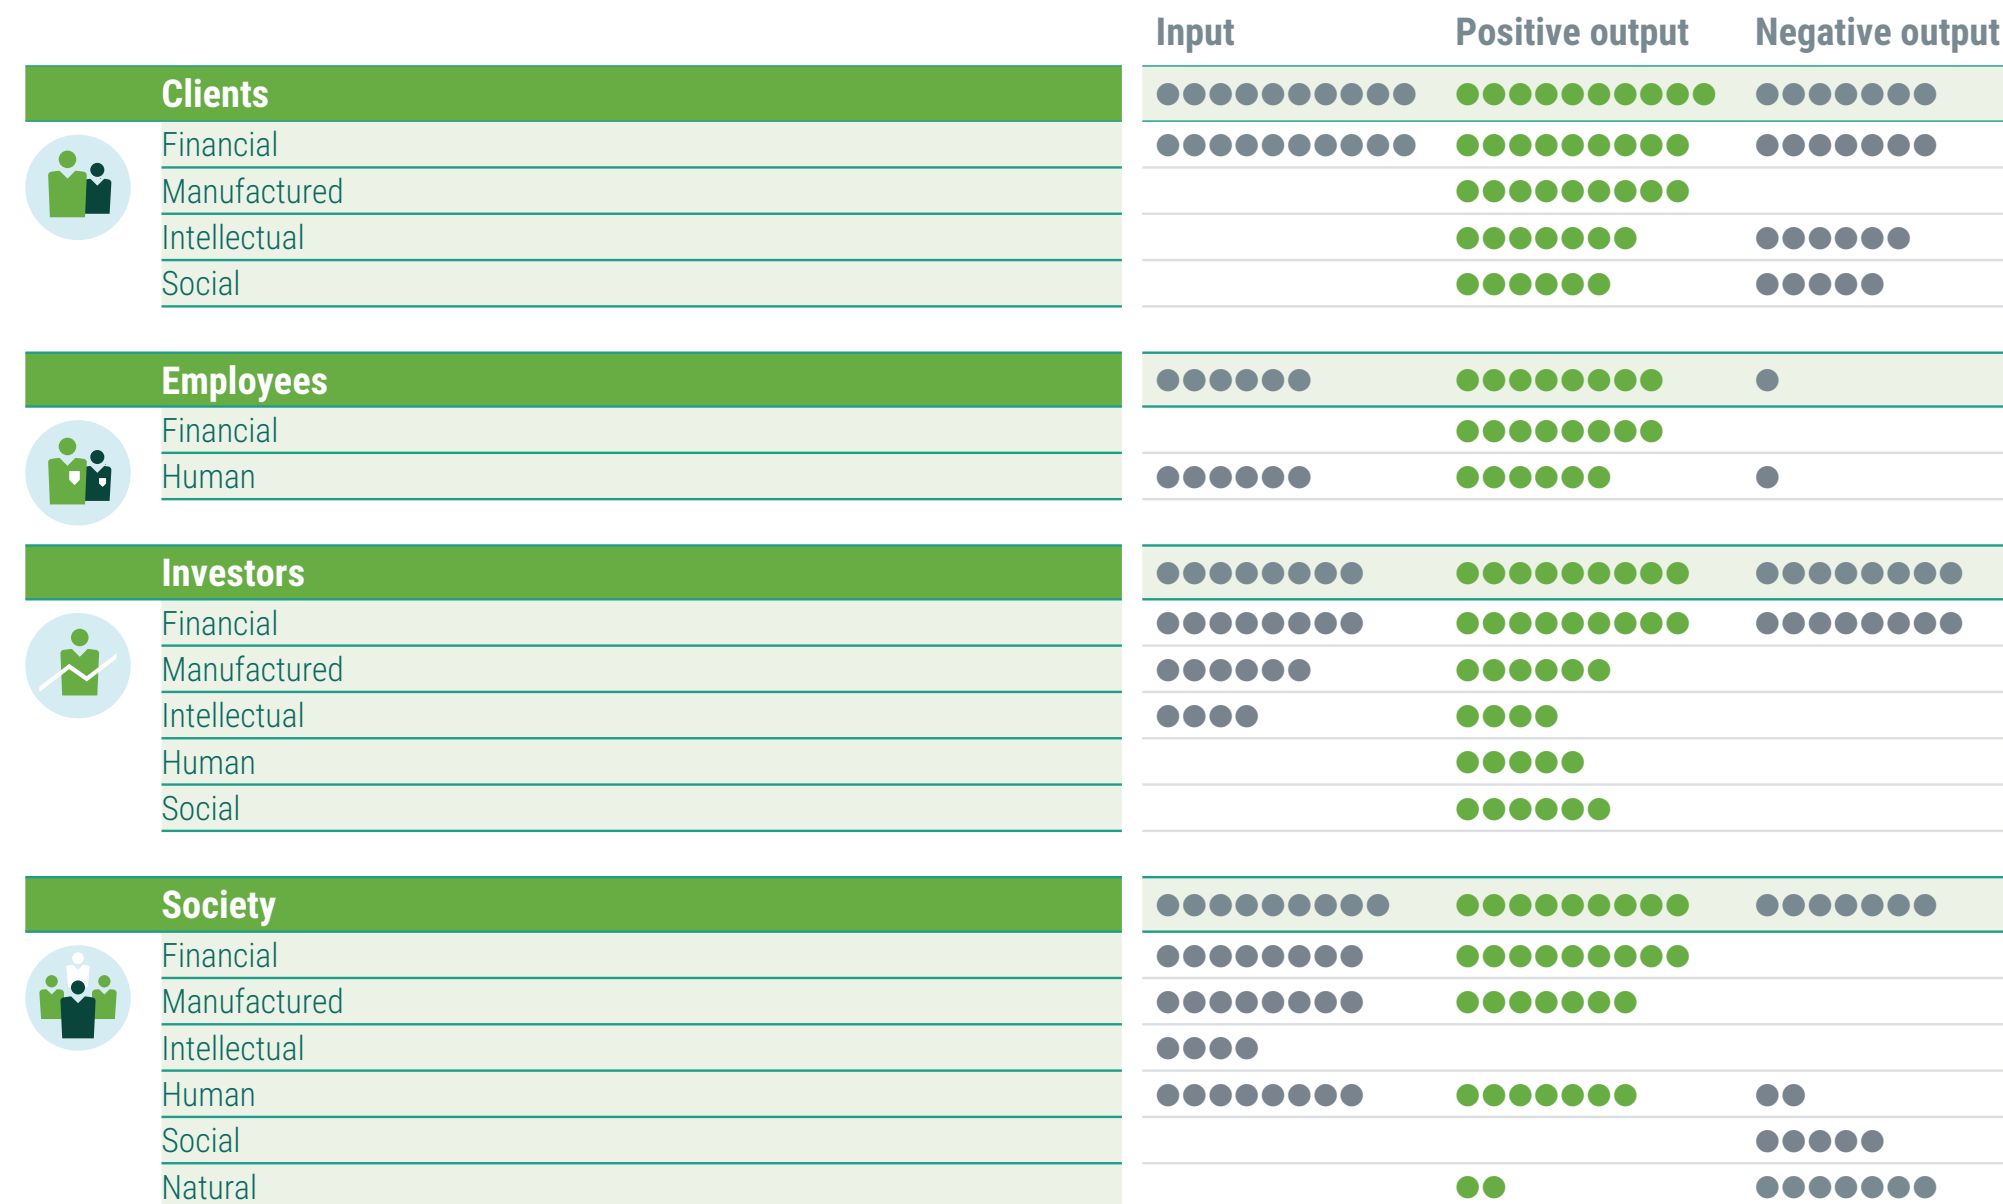 Input Positive output Negative output
Clients
Financial
Manufactured
Intellectual
Social
Employees
Financial
Human
Investors
Financial
Manufactured
Intellectual
Human
Social
Society
Financial
Manufactured
Intellectual
Human
Social
Natural